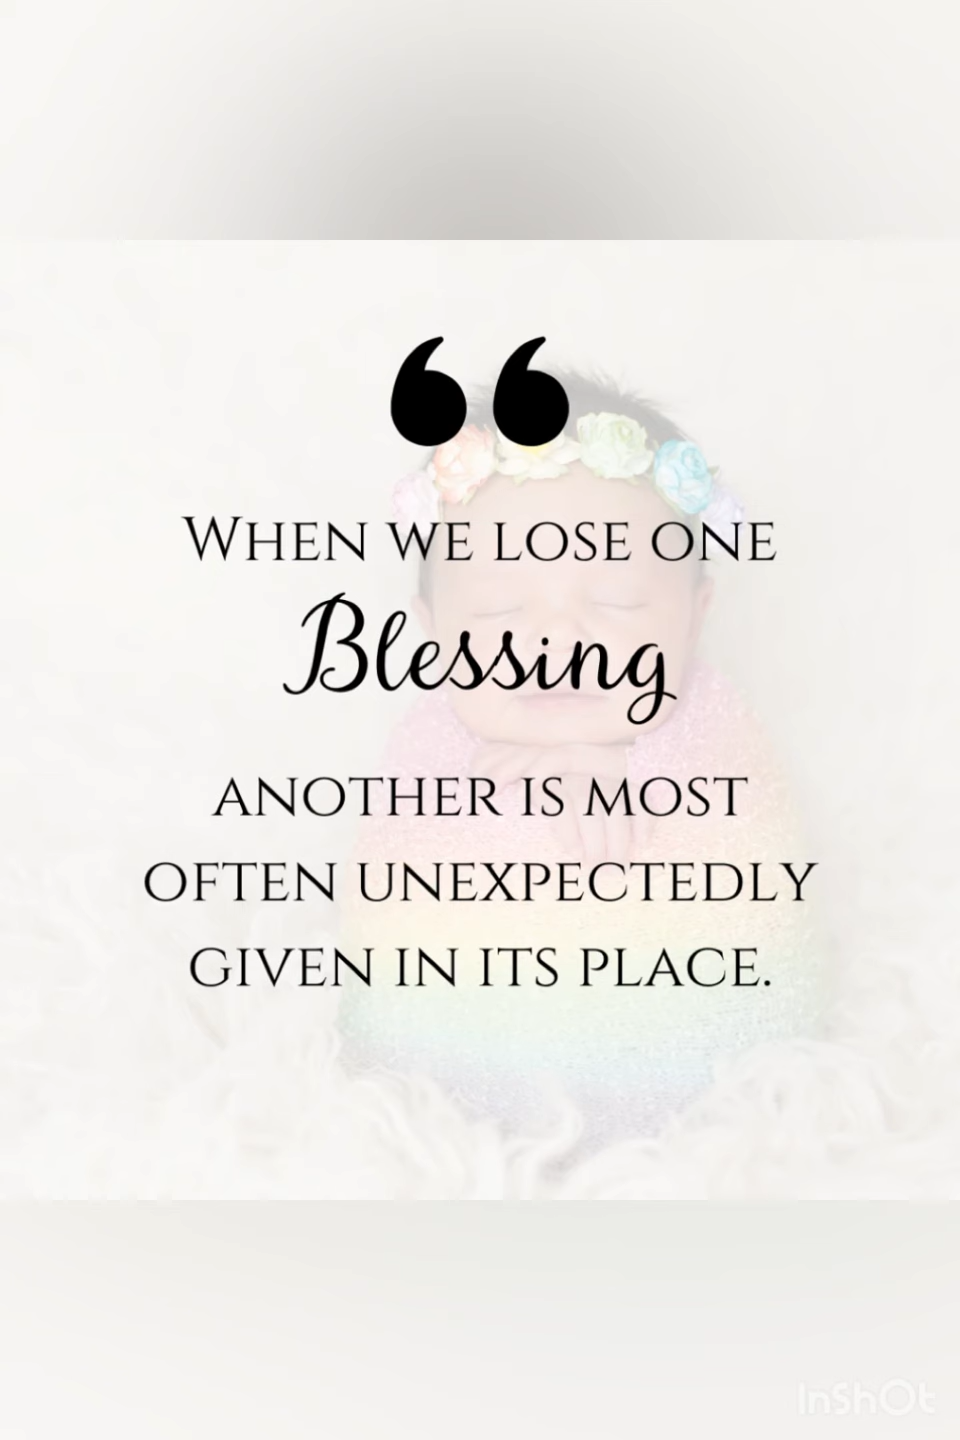 “
When we lose one
Blessing
another is most
often unexpectedly
given in its place.
InShOt